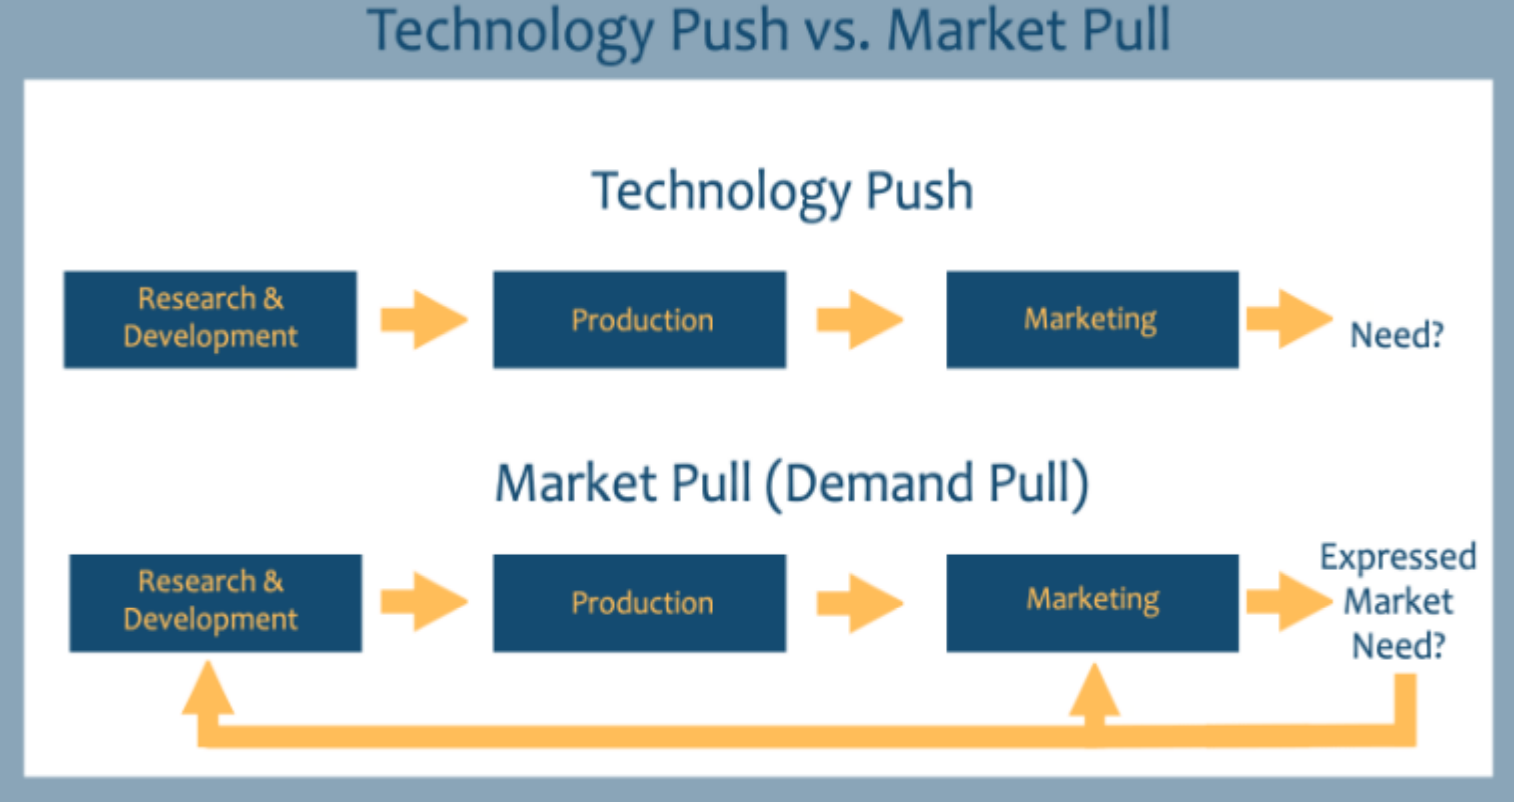 Technology Push vs. Market Pull
Technology Push
Research &
Development
Production
Marketing
Need?
Market Pull (Demand Pull)
Research &
Development
Production
Marketing
Expressed
Market
Need?